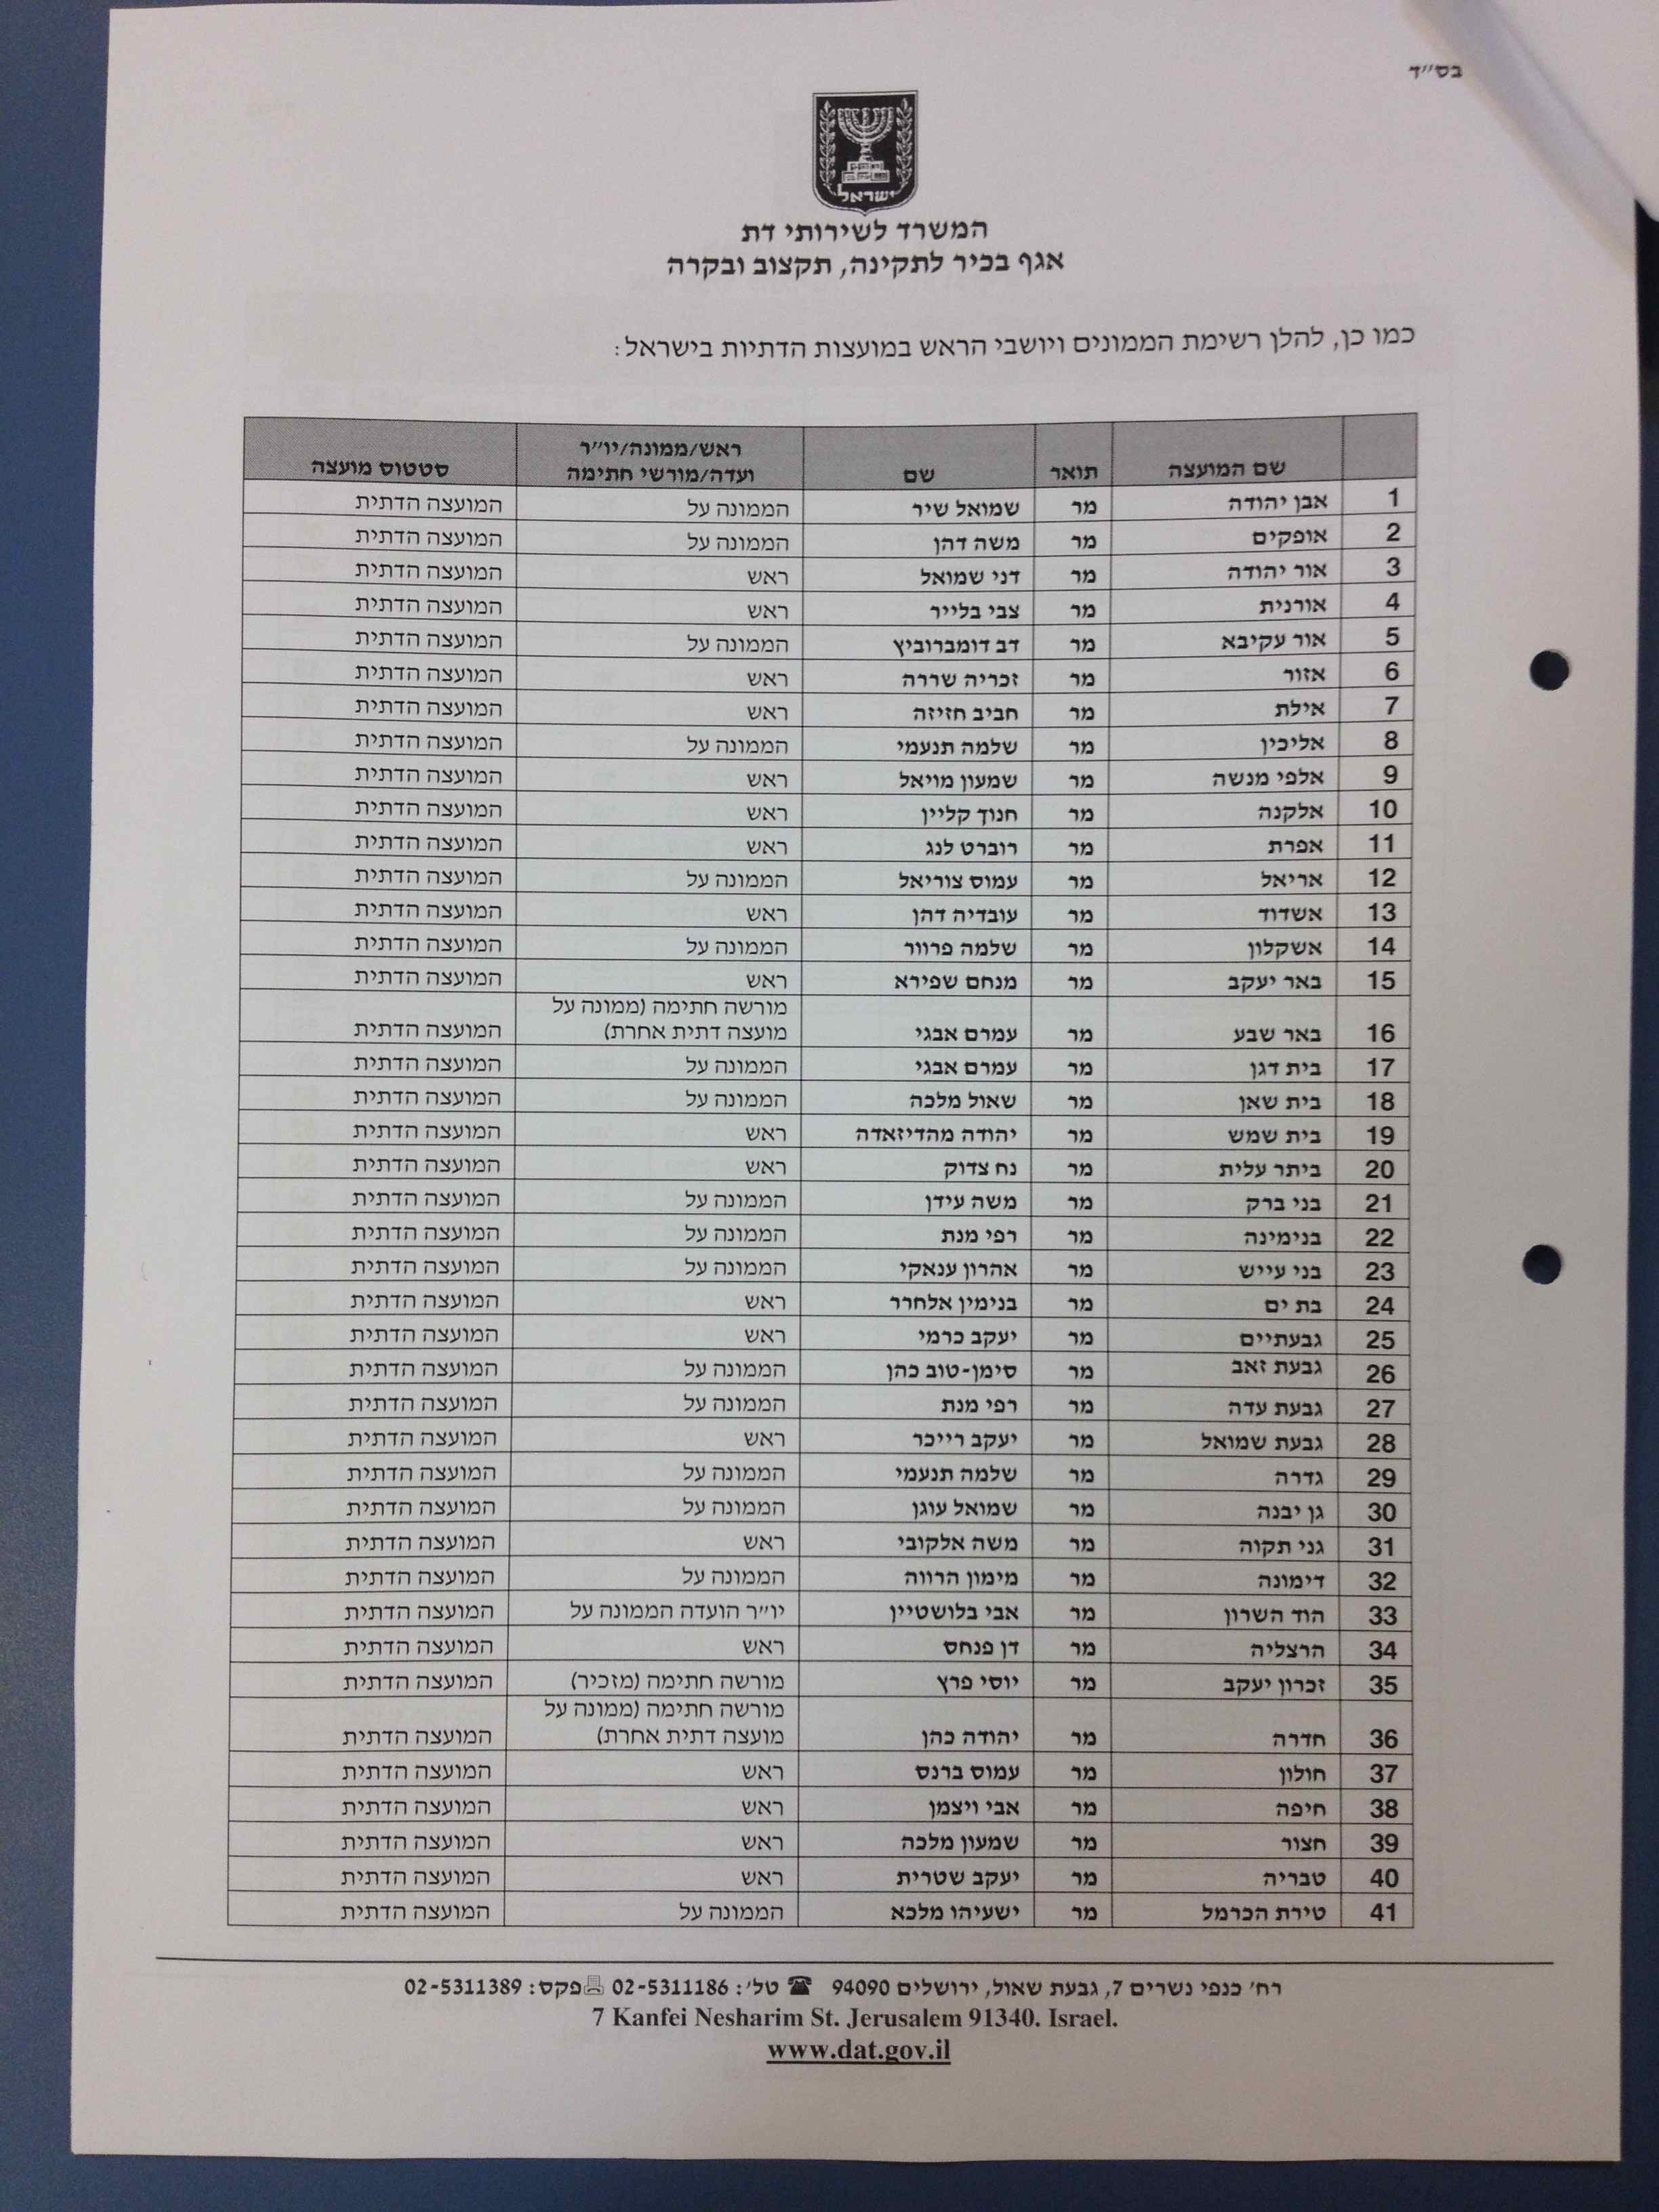 בס״ד
ישראל
המשרד לשירותי דת
אגף בכיר לתקינה, תקצוב ובקרה
כמו כן, להלן רשימת הממונים ויושבי הראש במועצות הדתיות בישראל:
שם המועצה תואר שם ראש/ממונה/יו״ר ועדה/מורשי חתימה סטטוס מועצה
1 אבן יהודה מר שמואל שיר הממונה על המועצה הדתית
2 אופקים מר משה דהן הממונה על המועצה הדתית
3 אור יהודה מר דני שמואל ראש המועצה הדתית
4 אורנית מר צבי בלייר ראש המועצה הדתית
5 אור עקיבא מר דב דומברוביץ הממונה על המועצה הדתית
6 אזור מר זכריה שררה ראש המועצה הדתית
7 אילת מר חביב חזיזה ראש המועצה הדתית
8 אליכין מר שלמה תנעמי הממונה על המועצה הדתית
9 אלפי מנשה מר שמעון מויאל ראש המועצה הדתית
10 אלקנה מר חנוך קליין ראש המועצה הדתית
11 אפרת מר רוברט לנג ראש המועצה הדתית
12 אריאל מר עמוס צוריאל הממונה על המועצה הדתית
13 אשדוד מר עובדיה דהן ראש המועצה הדתית
14 אשקלון מר שלמה פרוור הממונה על המועצה הדתית
15 באר יעקב מר מנחם שפירא ראש המועצה הדתית
16 באר שבע מר עמרם אבגי מורשה חתימה (ממונה על מועצה דתית אחרת) המועצה הדתית
17 בית דגן מר עמרם אבגי הממונה על המועצה הדתית
18 בית שאן מר שאול מלכה הממונה על המועצה הדתית
19 בית שמש מר יהודה מהדיזאדה ראש המועצה הדתית
20 ביתר עלית מר נח צדוק ראש המועצה הדתית
21 בני ברק מר משה עידן הממונה על המועצה הדתית
22 בנימינה מר רפי מנת הממונה על המועצה הדתית
23 בני עייש מר אהרון ענאקי הממונה על המועצה הדתית
24 בת ים מר בנימין אלחרר ראש המועצה הדתית
25 גבעתיים מר יעקב כרמי ראש המועצה הדתית
26 גבעת זאב מר סימן-טוב כהן הממונה על המועצה הדתית
27 גבעת עדה מר רפי מנת הממונה על המועצה הדתית
28 גבעת שמואל מר יעקב רייכר ראש המועצה הדתית
29 גדרה מר שלמה תנעמי הממונה על המועצה הדתית
30 גן יבנה מר שמואל עוגן הממונה על המועצה הדתית
31 גני תקוה מר משה אלקובי ראש המועצה הדתית
32 דימונה מר מימון הרווה הממונה על המועצה הדתית
33 הוד השרון מר אבי בלושטיין יו״ר הועדה הממונה על המועצה הדתית
34 הרצליה מר דן פנחס ראש המועצה הדתית
35 זכרון יעקב מר יוסי פרץ מורשה חתימה (מזכיר) המועצה הדתית
36 חדרה מר יהודה כהן מורשה חתימה (ממונה על מועצה דתית אחרת) המועצה הדתית
37 חולון מר עמוס ברנס ראש המועצה הדתית
38 חיפה מר אבי ויצמן ראש המועצה הדתית
39 חצור מר שמעון מלכה ראש המועצה הדתית
40 טבריה מר יעקב שטרית ראש המועצה הדתית
41 טירת הכרמל מר ישעיהו מלכא הממונה על המועצה הדתית
רח׳ כנפי נשרים 7, גבעת שאול, ירושלים 94090 טל׳: 02-5311186 פקס: 02-5311389
7 Kanfei Nesharim St. Jerusalem 91340. Israel.
www.dat.gov.il